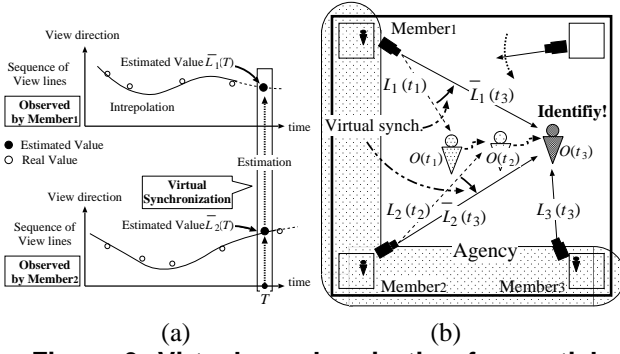 View direction
Sequence of
View lines
Observed
by Member1
Estimated Value L̅1(T)
Intrepolation
time
Estimated Value
Real Value
Estimation
Virtual
Synchronization
View direction
Sequence of
View lines
Observed
by Member2
Estimated Value L̅2(T)
time
T
(a)
Member1
L1(t1)
L̅1(t3)
Identifiy!
Virtual synch.
O(t1)
O(t2)
O(t3)
L2(t2)
L̅2(t3)
L3(t3)
Agency
Member2
Member3
(b)